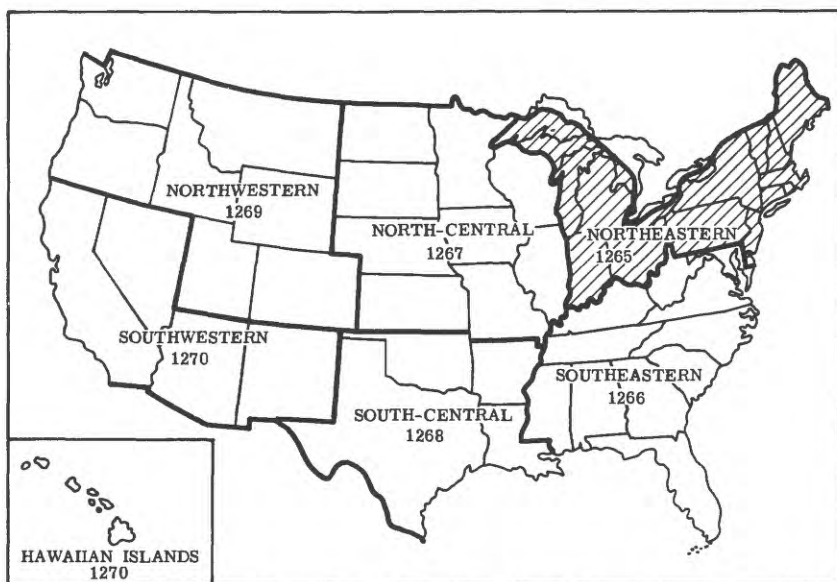 NORTHWESTERN
1269
NORTH-CENTRAL
1267
NORTHEASTERN
1265
SOUTHWESTERN
1270
SOUTH-CENTRAL
1268
SOUTHEASTERN
1266
HAWAIIAN ISLANDS
1270